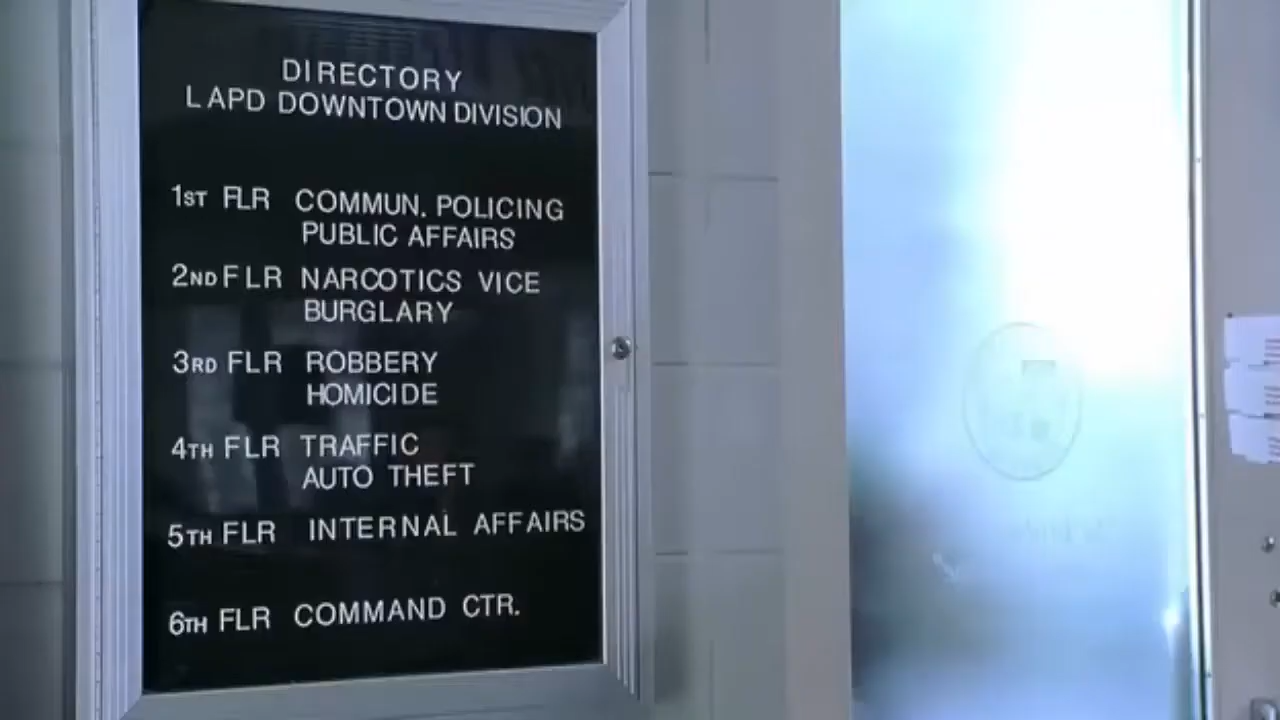 DIRECTORY
LAPD DOWNTOWN DIVISION
1ST FLR COMMUN. POLICING
PUBLIC AFFAIRS
2ND FLR NARCOTICS VICE
BURGLARY
3RD FLR ROBBERY
HOMICIDE
4TH FLR TRAFFIC
AUTO THEFT
5TH FLR INTERNAL AFFAIRS
6TH FLR COMMAND CTR.